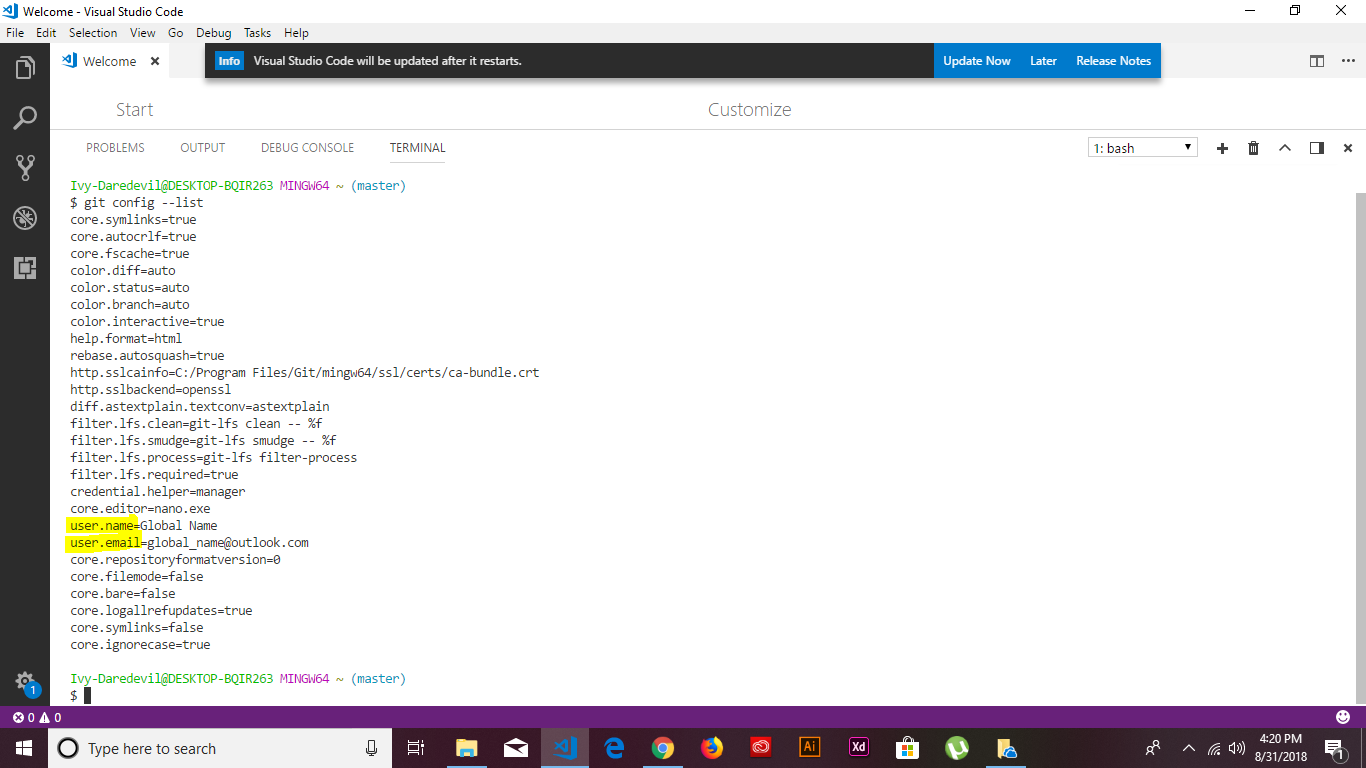 Welcome - Visual Studio Code
File Edit Selection View Go Debug Tasks Help
Welcome
Info Visual Studio Code will be updated after it restarts. Update Now Later Release Notes
Start Customize
PROBLEMS OUTPUT DEBUG CONSOLE TERMINAL 1: bash
Ivy-Daredevil@DESKTOP-BQIR263 MINGW64 ~ (master)
$ git config --list
core.symlinks=true
core.autocrlf=true
core.fscache=true
color.diff=auto
color.status=auto
color.branch=auto
color.interactive=true
help.format=html
rebase.autosquash=true
http.sslcainfo=C:/Program Files/Git/mingw64/ssl/certs/ca-bundle.crt
http.sslbackend=openssl
diff.astextplain.textconv=astextplain
filter.lfs.clean=git-lfs clean -- %f
filter.lfs.smudge=git-lfs smudge -- %f
filter.lfs.process=git-lfs filter-process
filter.lfs.required=true
credential.helper=manager
core.editor=nano.exe
user.name=Global Name
user.email=global_name@outlook.com
core.repositoryformatversion=0
core.filemode=false
core.bare=false
core.logallrefupdates=true
core.symlinks=false
core.ignorecase=true
Ivy-Daredevil@DESKTOP-BQIR263 MINGW64 ~ (master)
$
1
0 0
Type here to search
Ai Xd
4:20 PM
8/31/2018
1